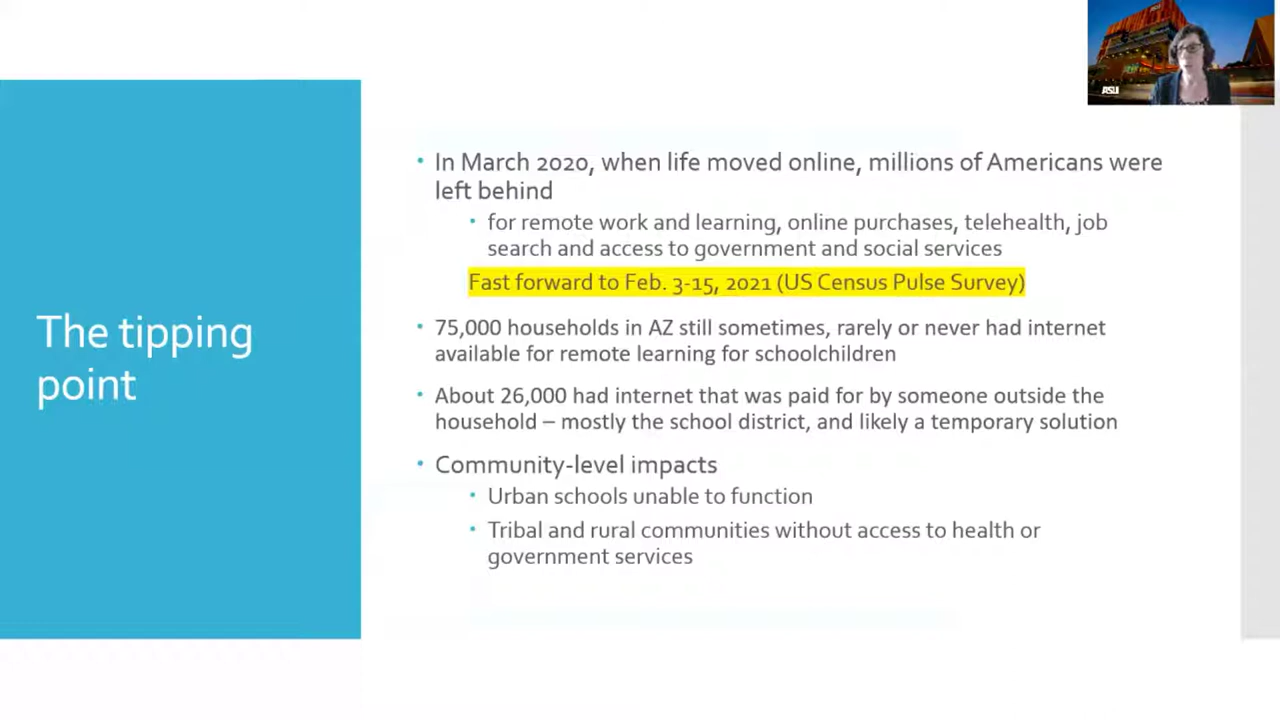 ASU
The tipping
point
• In March 2020, when life moved online, millions of Americans were
left behind
• for remote work and learning, online purchases, telehealth, job
search and access to government and social services
Fast forward to Feb. 3-15, 2021 (US Census Pulse Survey)
• 75,000 households in AZ still sometimes, rarely or never had internet
available for remote learning for schoolchildren
• About 26,000 had internet that was paid for by someone outside the
household – mostly the school district, and likely a temporary solution
• Community-level impacts
• Urban schools unable to function
• Tribal and rural communities without access to health or
government services